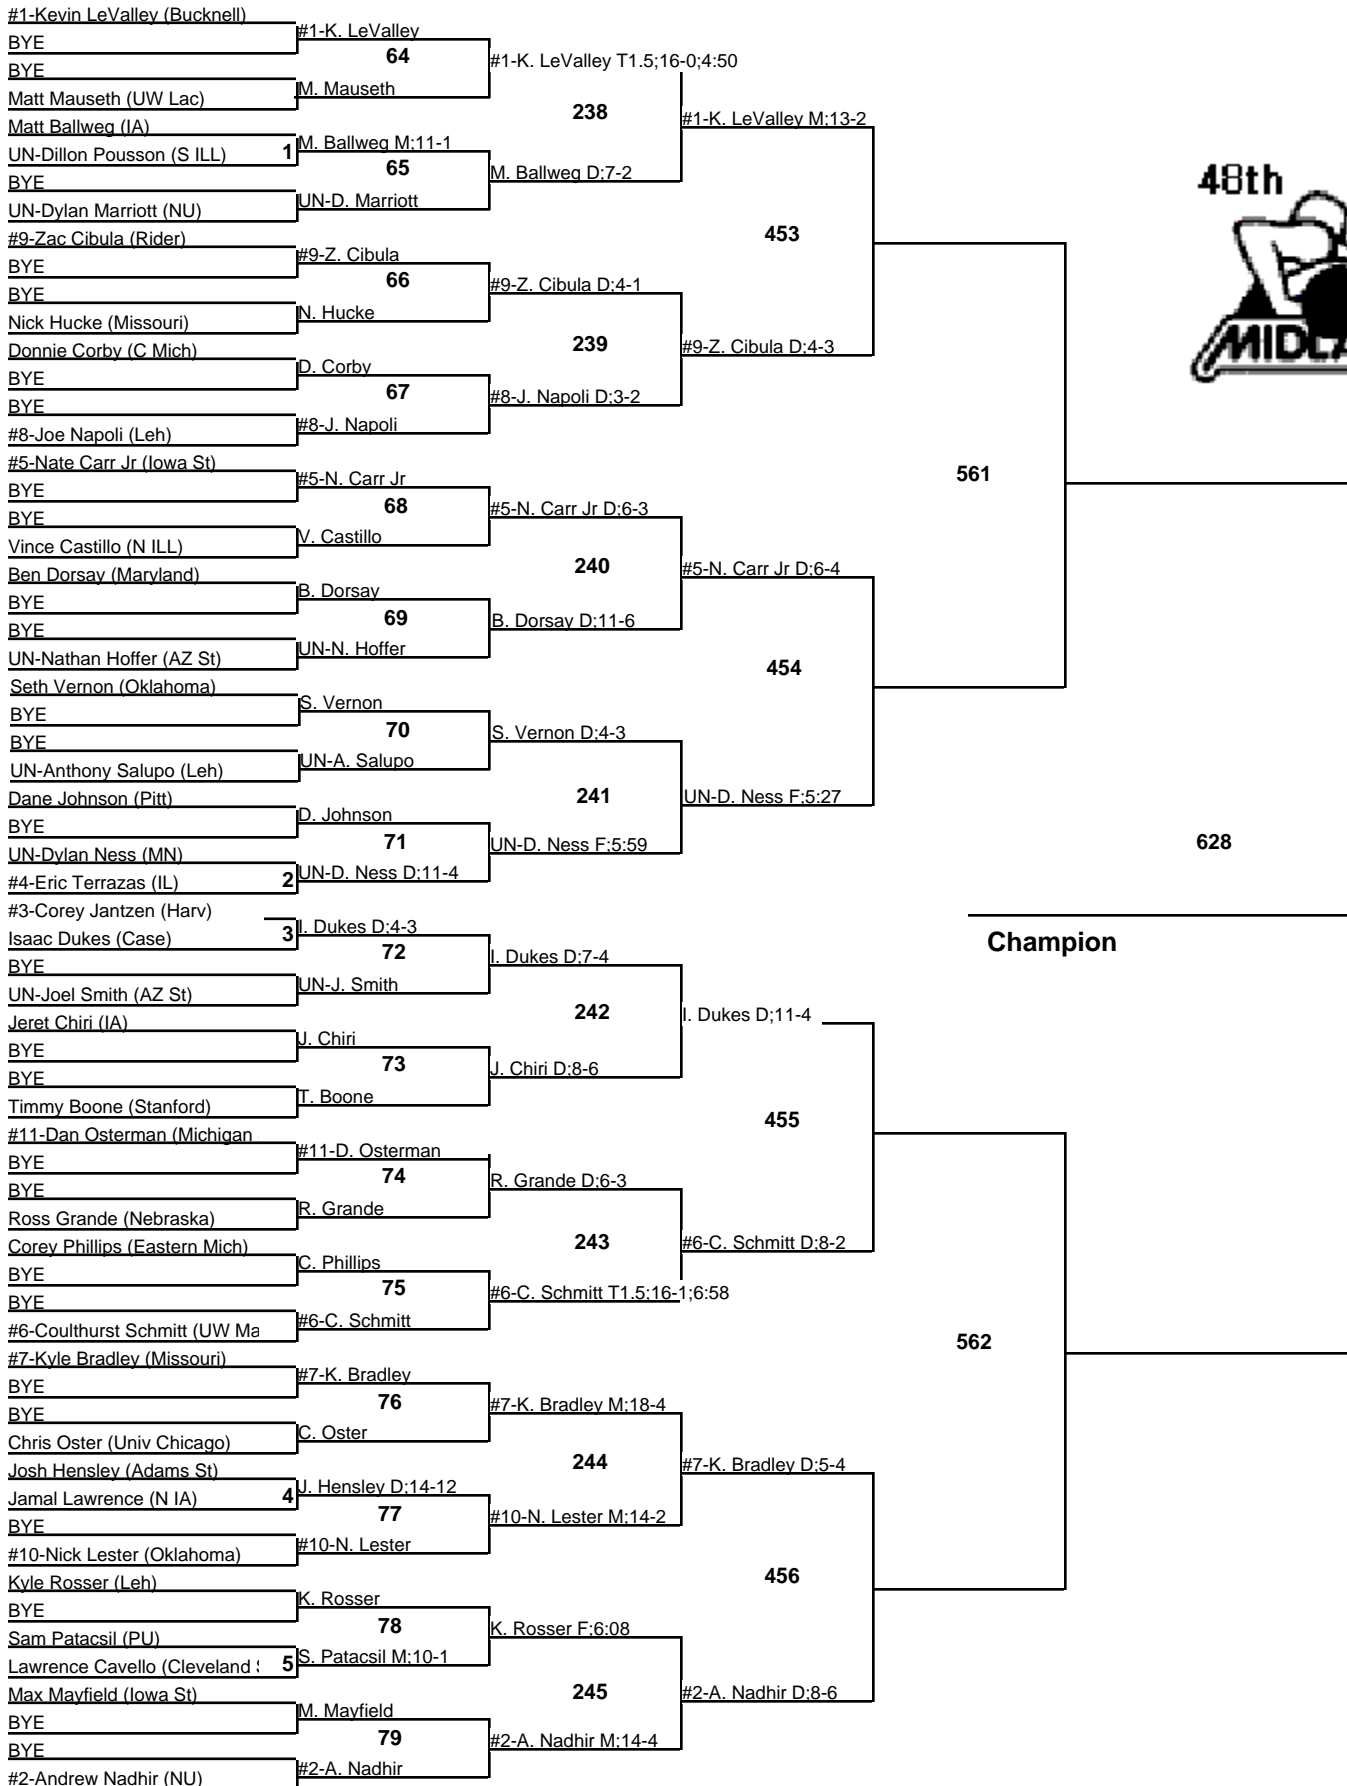 #1-Kevin LeValley (Bucknell)
BYE
BYE
Matt Mauseth (UW Lac)
Matt Ballweg (IA)
UN-Dillon Pousson (S ILL) 1
BYE
UN-Dylan Marriott (NU)
#9-Zac Cibula (Rider)
BYE
BYE
Nick Hucke (Missouri)
Donnie Corby (C Mich)
BYE
BYE
#8-Joe Napoli (Leh)
#5-Nate Carr Jr (Iowa St)
BYE
BYE
Vince Castillo (N ILL)
Ben Dorsay (Maryland)
BYE
BYE
UN-Nathan Hoffer (AZ St)
Seth Vernon (Oklahoma)
BYE
BYE
UN-Anthony Salupo (Leh)
Dane Johnson (Pitt)
BYE
UN-Dylan Ness (MN)
#4-Eric Terrazas (IL) 2
#3-Corey Jantzen (Harv)
Isaac Dukes (Case) 3
BYE
UN-Joel Smith (AZ St)
Jeret Chiri (IA)
BYE
BYE
Timmy Boone (Stanford)
#11-Dan Osterman (Michigan
BYE
BYE
Ross Grande (Nebraska)
Corey Phillips (Eastern Mich)
BYE
BYE
#6-Coulthurst Schmitt (UW Ma
#7-Kyle Bradley (Missouri)
BYE
BYE
Chris Oster (Univ Chicago)
Josh Hensley (Adams St)
Jamal Lawrence (N IA) 4
BYE
#10-Nick Lester (Oklahoma)
Kyle Rosser (Leh)
BYE
Sam Patacsil (PU)
Lawrence Cavello (Cleveland 5
Max Mayfield (Iowa St)
BYE
BYE
#2-Andrew Nadhir (NU)
#1-K. LeValley
64
M. Mauseth
M. Ballweg M;11-1
65
UN-D. Marriott
#9-Z. Cibula
66
N. Hucke
D. Corby
67
#8-J. Napoli
#5-N. Carr Jr
68
V. Castillo
B. Dorsay
69
UN-N. Hoffer
S. Vernon
70
UN-A. Salupo
D. Johnson
71
UN-D. Ness D;11-4
I. Dukes D;4-3
72
UN-J. Smith
J. Chiri
73
T. Boone
#11-D. Osterman
74
R. Grande
C. Phillips
75
#6-C. Schmitt
#7-K. Bradley
76
C. Oster
J. Hensley D;14-12
77
#10-N. Lester
K. Rosser
78
S. Patacsil M;10-1
M. Mayfield
79
#2-A. Nadhir
#1-K. LeValley T1.5;16-0;4:50
238
M. Ballweg D;7-2
#9-Z. Cibula D;4-1
239
#8-J. Napoli D;3-2
#5-N. Carr Jr D;6-3
240
B. Dorsay D;11-6
S. Vernon D;4-3
241
UN-D. Ness F;5:59
I. Dukes D;7-4
242
J. Chiri D;8-6
R. Grande D;6-3
243
#6-C. Schmitt T1.5;16-1;6:58
#7-K. Bradley M;18-4
244
#10-N. Lester M;14-2
K. Rosser F;6:08
245
#2-A. Nadhir M;14-4
#1-K. LeValley M;13-2
453
#9-Z. Cibula D;4-3
#5-N. Carr Jr D;6-4
454
UN-D. Ness F;5:27
I. Dukes D;11-4
455
#6-C. Schmitt D;8-2
#7-K. Bradley D;5-4
456
#2-A. Nadhir D;8-6
561
562
48th
628
Champion